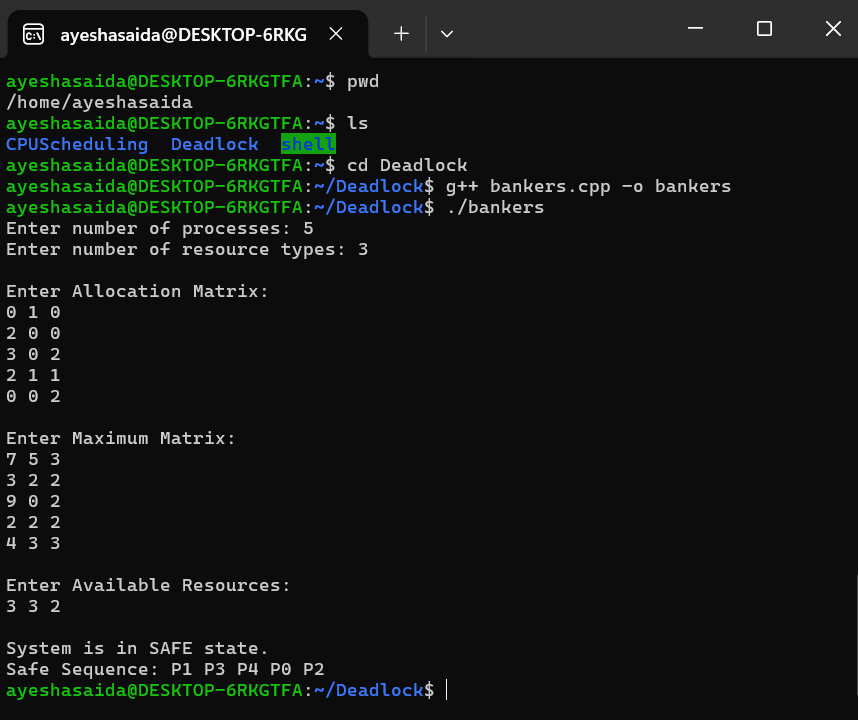 ayeshasaida@DESKTOP-6RKG
ayeshasaida@DESKTOP-6RKGTFA:~$ pwd
/home/ayeshasaida
ayeshasaida@DESKTOP-6RKGTFA:~$ ls
CPUScheduling  Deadlock  shell
ayeshasaida@DESKTOP-6RKGTFA:~$ cd Deadlock
ayeshasaida@DESKTOP-6RKGTFA:~/Deadlock$ g++ bankers.cpp -o bankers
ayeshasaida@DESKTOP-6RKGTFA:~/Deadlock$ ./bankers
Enter number of processes: 5
Enter number of resource types: 3
Enter Allocation Matrix:
0 1 0
2 0 0
3 0 2
2 1 1
0 0 2
Enter Maximum Matrix:
7 5 3
3 2 2
9 0 2
2 2 2
4 3 3
Enter Available Resources:
3 3 2
System is in SAFE state.
Safe Sequence: P1 P3 P4 P0 P2
ayeshasaida@DESKTOP-6RKGTFA:~/Deadlock$